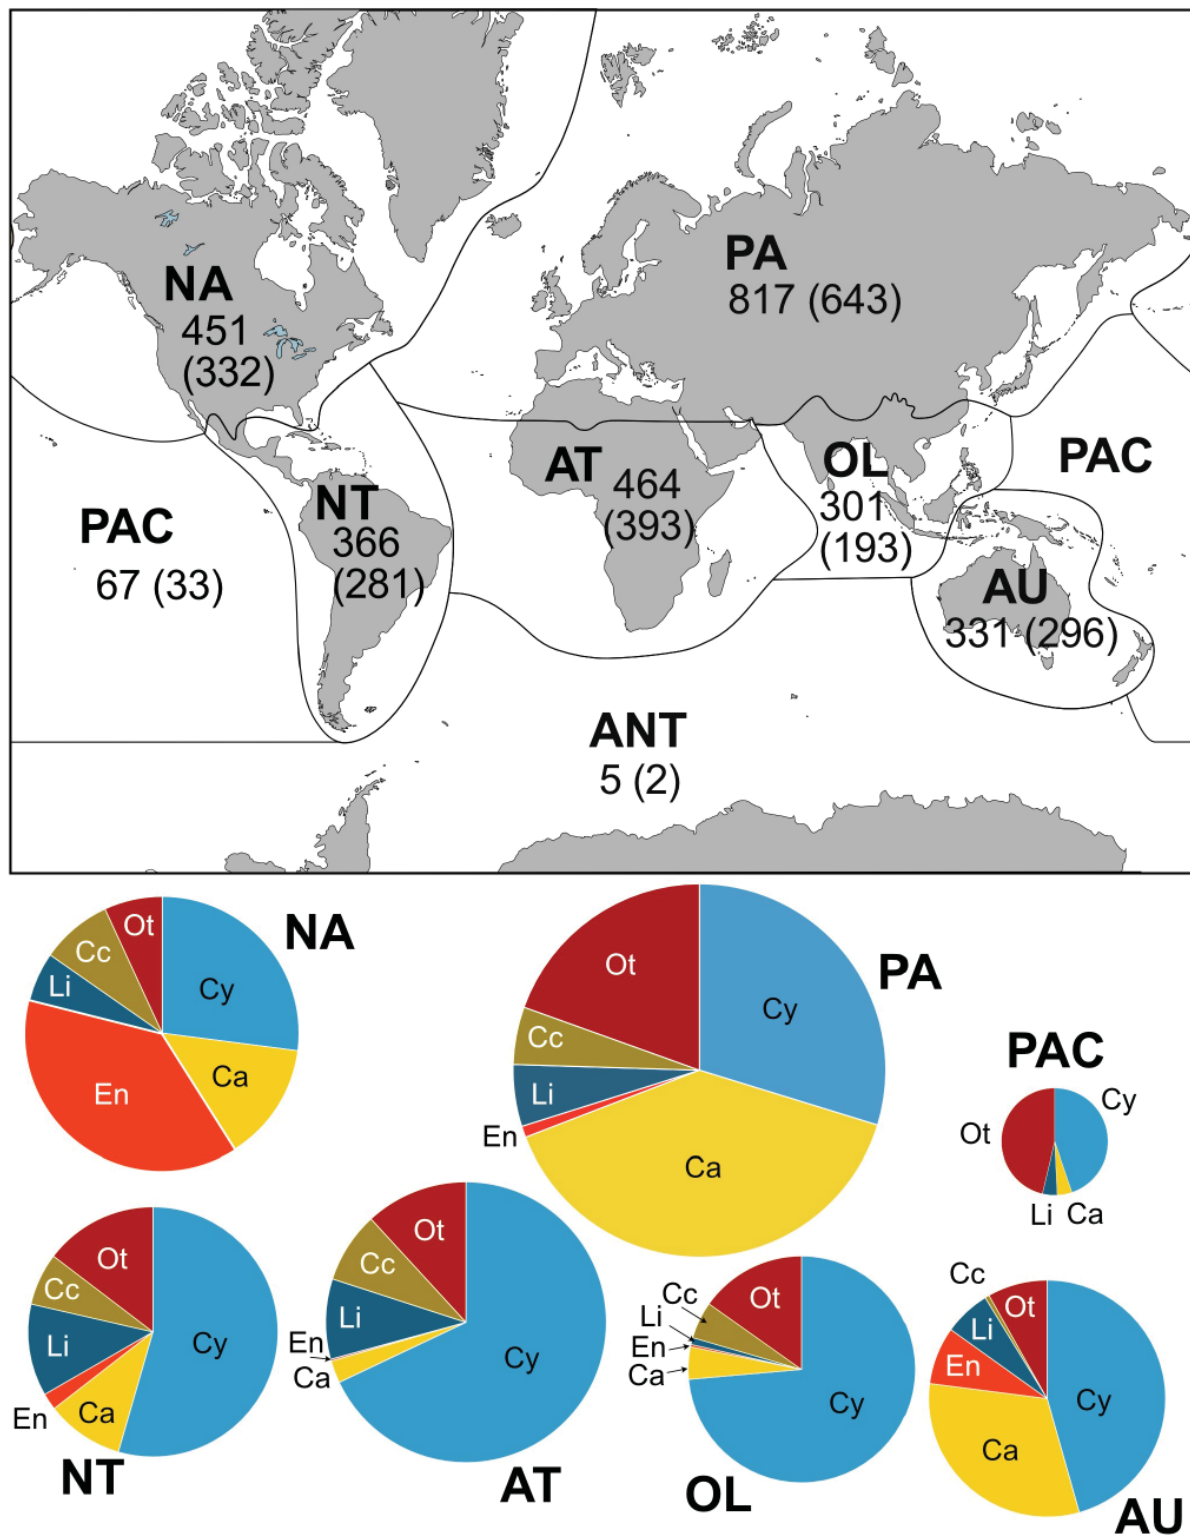 NA
451
(332)
PA
817 (643)
PAC
67 (33)
NT
366
(281)
AT
464
(393)
OL
301
(193)
PAC
AU
331 (296)
ANT
5 (2)
NA
Ot
Cc
Li
Cy
Ca
En
PA
Ot
Cy
Cc
Li
En
Ca
PAC
Cy
Ot
Li
Ca
NT
Ot
Cc
Li
Cy
En
Ca
AT
Ot
Cc
Li
En
Ca
Cy
OL
Cc
Ot
Li
En
Ca
Cy
AU
Cc
Ot
Li
En
Cy
Ca